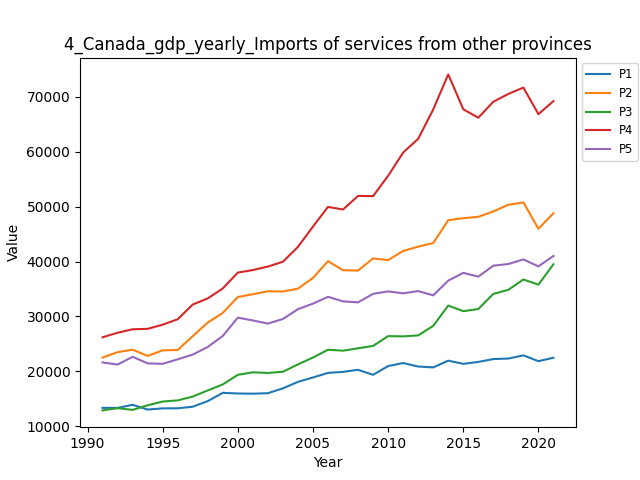 4_Canada_gdp_yearly_Imports of services from other provinces
P1
P2
P3
P4
P5
70000
60000
50000
40000
30000
20000
10000
Value
1990
1995
2000
2005
2010
2015
2020
Year